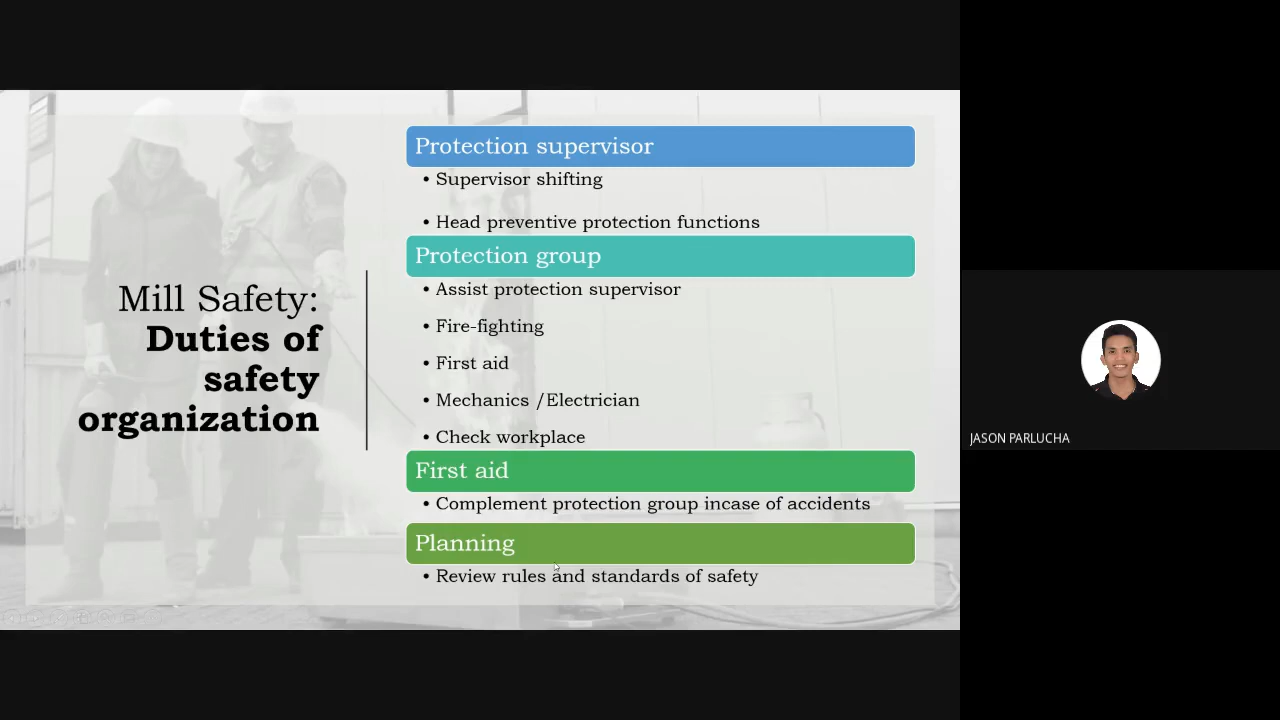 Mill Safety:
Duties of
safety
organization
Protection supervisor
• Supervisor shifting
• Head preventive protection functions
Protection group
• Assist protection supervisor
• Fire-fighting
• First aid
• Mechanics /Electrician
• Check workplace
First aid
• Complement protection group incase of accidents
Planning
• Review rules and standards of safety
JASON PARLUCHA